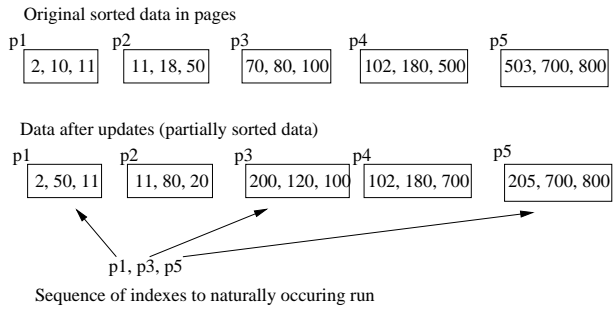 Original sorted data in pages
p1 p2 p3 p4 p5
2, 10, 11 11, 18, 50 70, 80, 100 102, 180, 500 503, 700, 800
Data after updates (partially sorted data)
p1 p2 p3 p4 p5
2, 50, 11 11, 80, 20 200, 120, 100 102, 180, 700 205, 700, 800
p1, p3, p5
Sequence of indexes to naturally occuring run